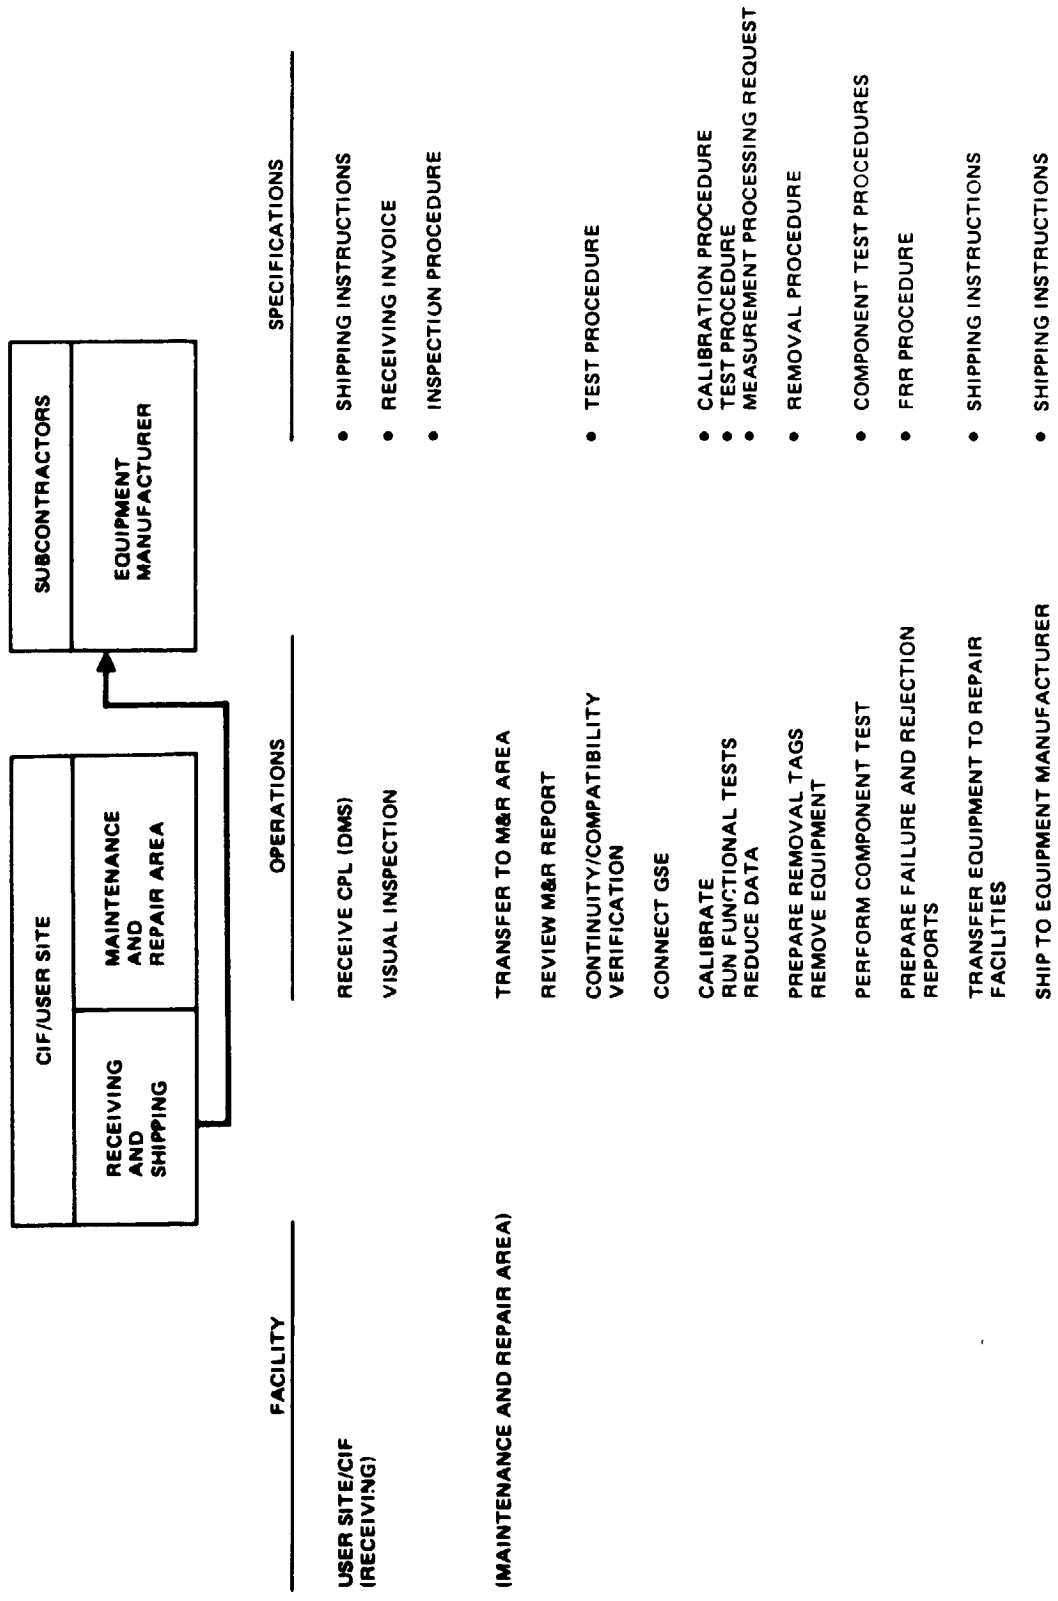 CIF/USER SITE
RECEIVING
AND
SHIPPING
MAINTENANCE
AND
REPAIR AREA
SUBCONTRACTORS
EQUIPMENT
MANUFACTURER
FACILITY
OPERATIONS
SPECIFICATIONS
USER SITE/CIF
(RECEIVING)
RECEIVE CPL (DMS)
• SHIPPING INSTRUCTIONS
VISUAL INSPECTION
• RECEIVING INVOICE
• INSPECTION PROCEDURE
(MAINTENANCE AND REPAIR AREA)
TRANSFER TO M&R AREA
REVIEW M&R REPORT
CONTINUITY/COMPATIBILITY
VERIFICATION
• TEST PROCEDURE
CONNECT GSE
CALIBRATE
• CALIBRATION PROCEDURE
RUN FUNCTIONAL TESTS
• TEST PROCEDURE
REDUCE DATA
• MEASUREMENT PROCESSING REQUEST
PREPARE REMOVAL TAGS
REMOVE EQUIPMENT
• REMOVAL PROCEDURE
PERFORM COMPONENT TEST
• COMPONENT TEST PROCEDURES
PREPARE FAILURE AND REJECTION
REPORTS
• FRR PROCEDURE
TRANSFER EQUIPMENT TO REPAIR
FACILITIES
• SHIPPING INSTRUCTIONS
SHIP TO EQUIPMENT MANUFACTURER
• SHIPPING INSTRUCTIONS